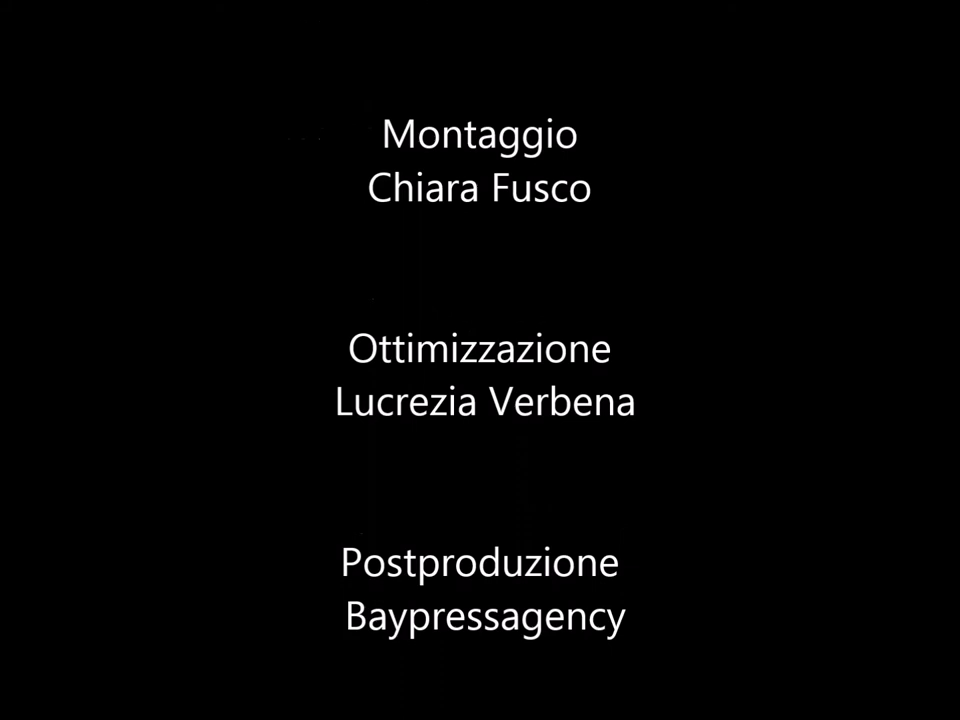 Montaggio
Chiara Fusco
Ottimizzazione
Lucrezia Verbena
Postproduzione
Baypressagency